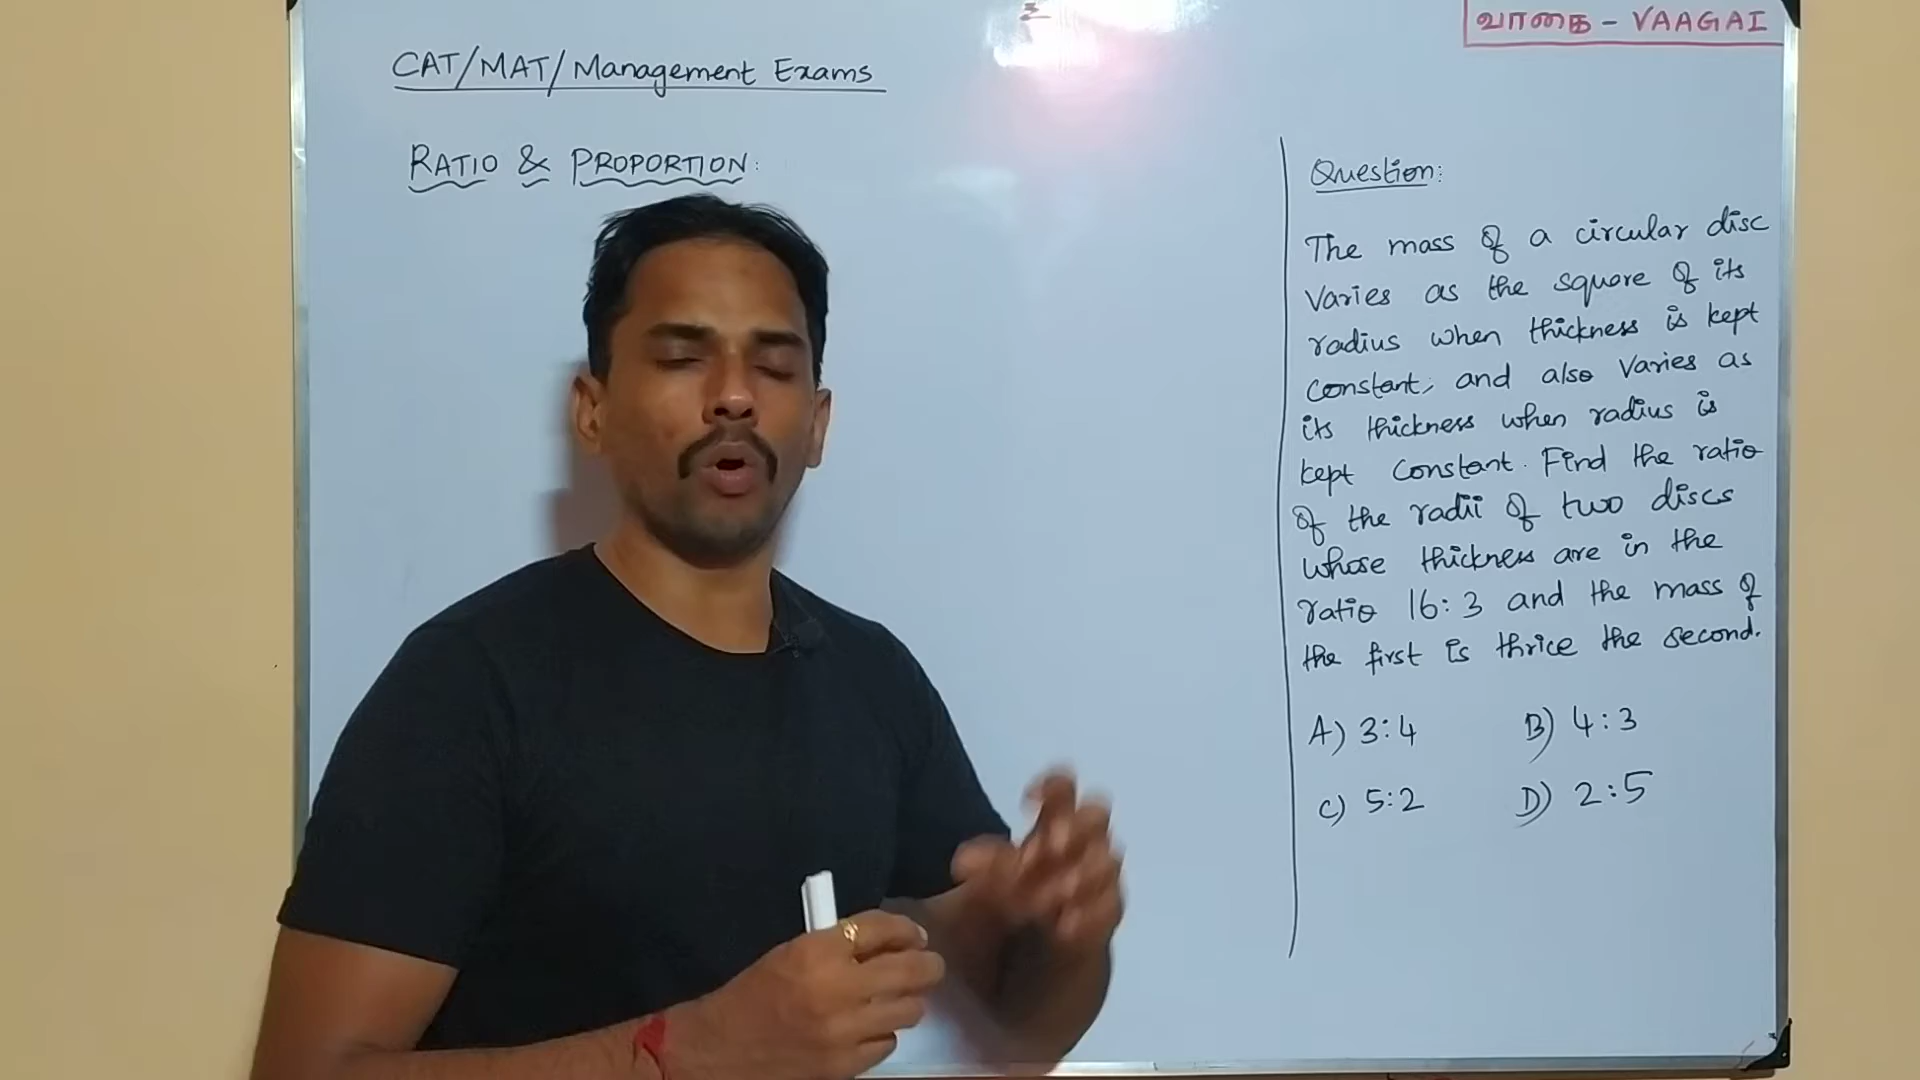 வாகை - VAAGAI
CAT/MAT/Management Exams
RATIO & PROPORTION:
Question:
The mass of a circular disc
varies as the square of its
radius when thickness is kept
constant, and also varies as
its thickness when radius is
kept constant. Find the ratio
of the radii of two discs
whose thickness are in the
ratio 16:3 and the mass of
the first is thrice the second.
A) 3:4 B) 4:3
C) 5:2 D) 2:5